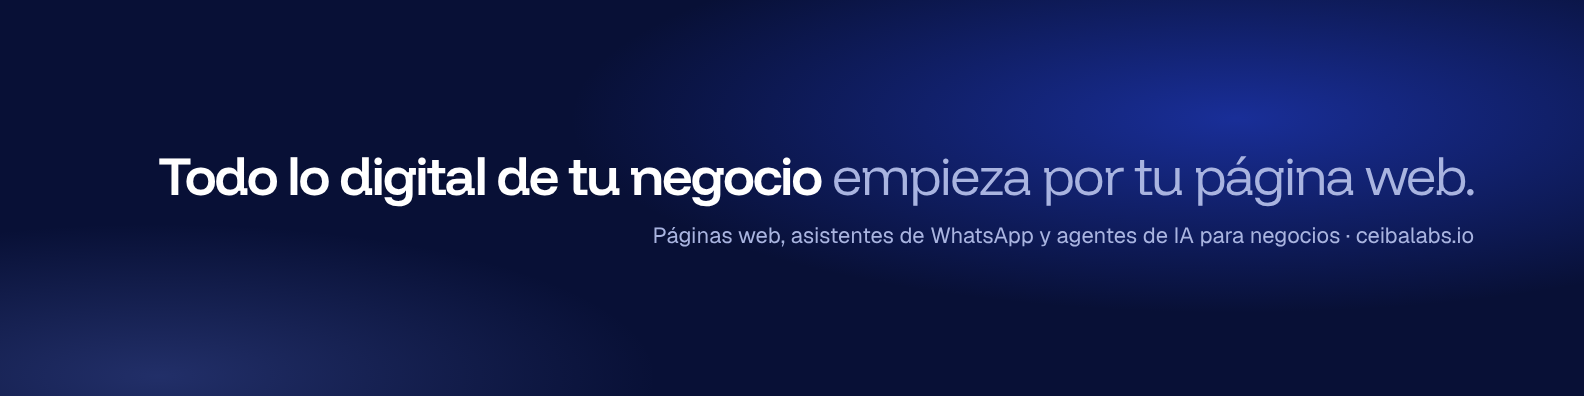 Todo lo digital de tu negocio empieza por tu página web.
Páginas web, asistentes de WhatsApp y agentes de IA para negocios · ceibalabs.io